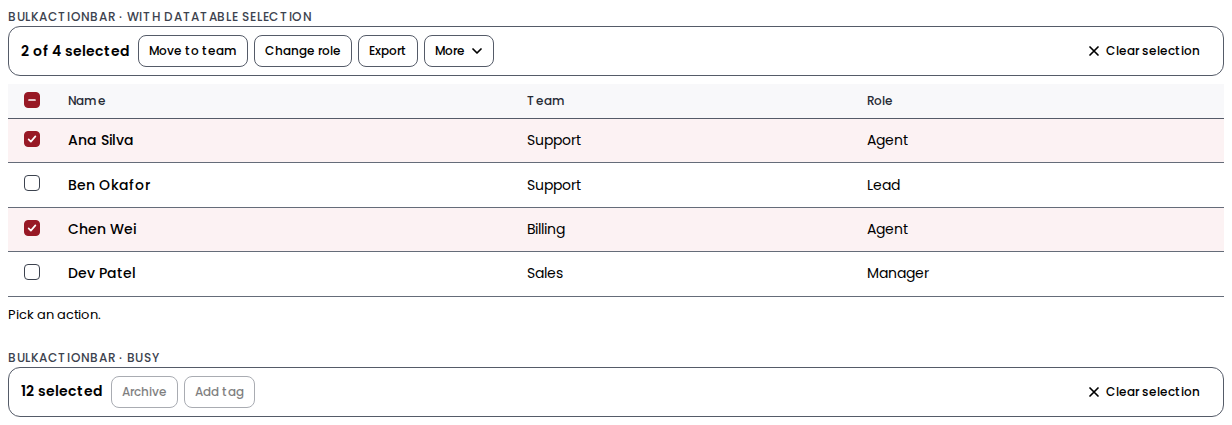 BULKACTIONBAR · WITH DATATABLE SELECTION
2 of 4 selected Move to team Change role Export More Clear selection
Name Team Role
Ana Silva Support Agent
Ben Okafor Support Lead
Chen Wei Billing Agent
Dev Patel Sales Manager
Pick an action.
BULKACTIONBAR · BUSY
12 selected Archive Add tag Clear selection